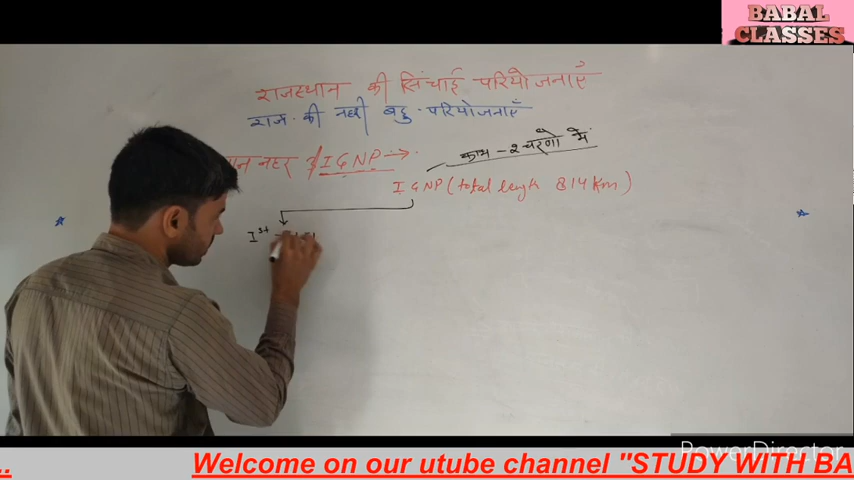 BABAL
CLASSES
राजस्थान की सिंचाई परियोजनाएँ
राज. की नहरी बहु. परियोजनाएँ
काम - 2 चरणो में
नहर IGNP →
IGNP (total length 814 Km)
Ist
PowerDirector
.. Welcome on our utube channel "STUDY WITH BA